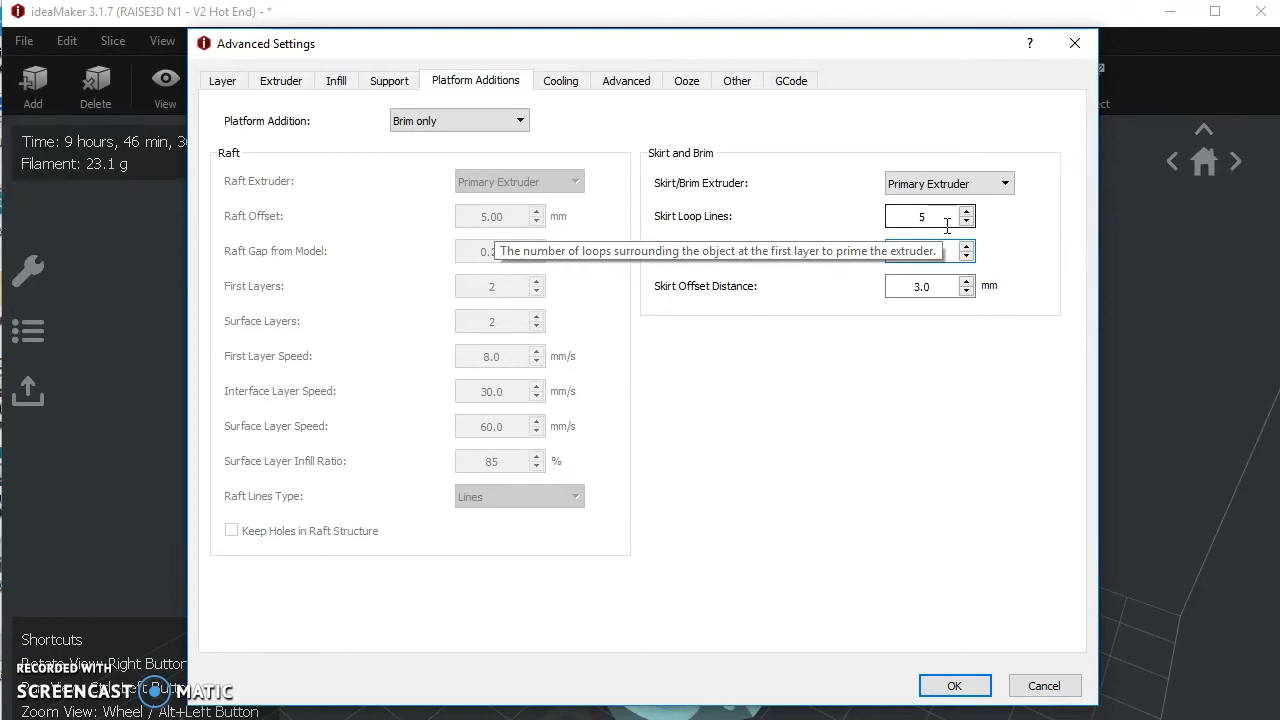 ideaMaker 3.1.7 (RAISE3D N1 - V2 Hot End) - *
File Edit Slice View
Add Delete View
Time: 9 hours, 46 min,
Filament: 23.1 g
Advanced Settings
?
Layer Extruder Infill Support Platform Additions Cooling Advanced Ooze Other GCode
Platform Addition: Brim only
Raft
Raft Extruder: Primary Extruder
Raft Offset: 5.00 mm
Raft Gap from Model:
First Layers: 2
Surface Layers: 2
First Layer Speed: 8.0 mm/s
Interface Layer Speed: 30.0 mm/s
Surface Layer Speed: 60.0 mm/s
Surface Layer Infill Ratio: 85 %
Raft Lines Type: Lines
Keep Holes in Raft Structure
Skirt and Brim
Skirt/Brim Extruder: Primary Extruder
Skirt Loop Lines: 5
The number of loops surrounding the object at the first layer to prime the extruder.
Skirt Offset Distance: 3.0 mm
OK Cancel
Shortcuts
Rotate View: Right Button
RECORDED WITH
SCREENCAST MATIC
Zoom View: Wheel / Alt+Left Button